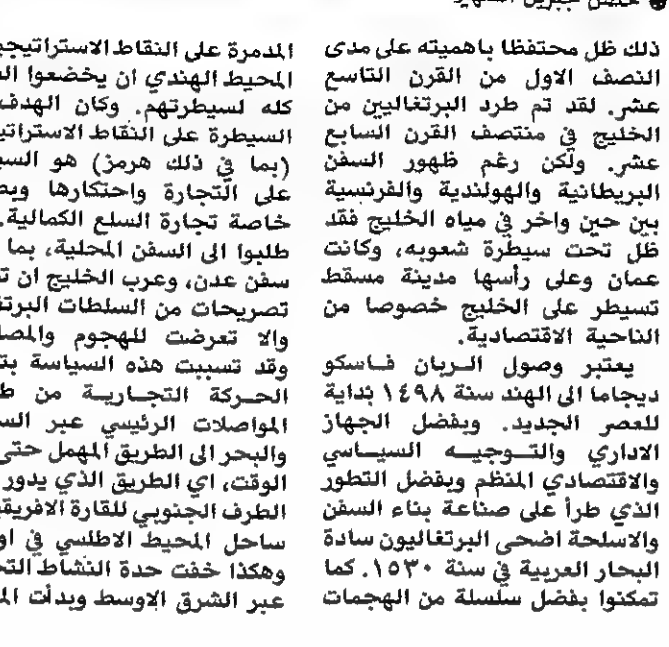 ذلك ظل محتفظا باهميته على مدى
النصف الاول من القرن التاسع
عشر. لقد تم طرد البرتغاليين من
الخليج في منتصف القرن السابع
عشر. ولكن رغم ظهور السفن
البريطانية والهولندية والفرنسية
بين حين واخر في مياه الخليج فقد
ظل تحت سيطرة شعوبه، وكانت
عمان وعلى رأسها مدينة مسقط
تسيطر على الخليج خصوصا من
الناحية الاقتصادية.
يعتبر وصول الربان فاسكو
ديجاما الى الهند سنة ١٤٩٨ بداية
للعصر الجديد. وبفضل الجهاز
الاداري والتوجيه السياسي
والاقتصادي المنظم وبفضل التطور
الذي طرأ على صناعة بناء السفن
والاسلحة اضحى البرتغاليون سادة
البحار العربية في سنة ١٥٣٠. كما
تمكنوا بفضل سلسلة من الهجمات
المدمرة على النقاط
المحيط الهندي ان يخضعوا
كله لسيطرتهم. وكان الهدف
السيطرة على النقاط
(بما في ذلك هرمز) هو
على التجارة واحتكارها
خاصة تجارة السلع الكمالية.
طلبوا الى السفن المحلية، بما
سفن عدن، وعرب الخليج ان
تصريحات من السلطات
والا تعرضت للهجوم
وقد تسببت هذه السياسة
الحركة التجارية من
المواصلات الرئيسي عبر
والبحر الى الطريق المهمل حتى
الوقت، اي الطريق الذي يدور
الطرف الجنوبي للقارة
ساحل المحيط الاطلسي في
وهكذا خفت حدة النشاط
عبر الشرق الاوسط وبدأت